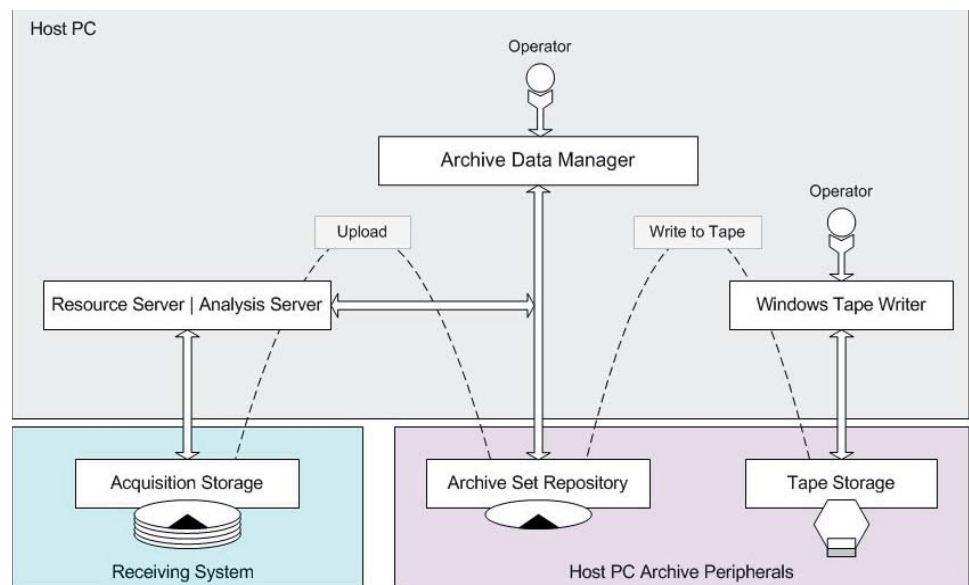 Host PC
Operator
Archive Data Manager
Operator
Upload
Write to Tape
Resource Server | Analysis Server
Windows Tape Writer
Acquisition Storage
Archive Set Repository
Tape Storage
Receiving System
Host PC Archive Peripherals